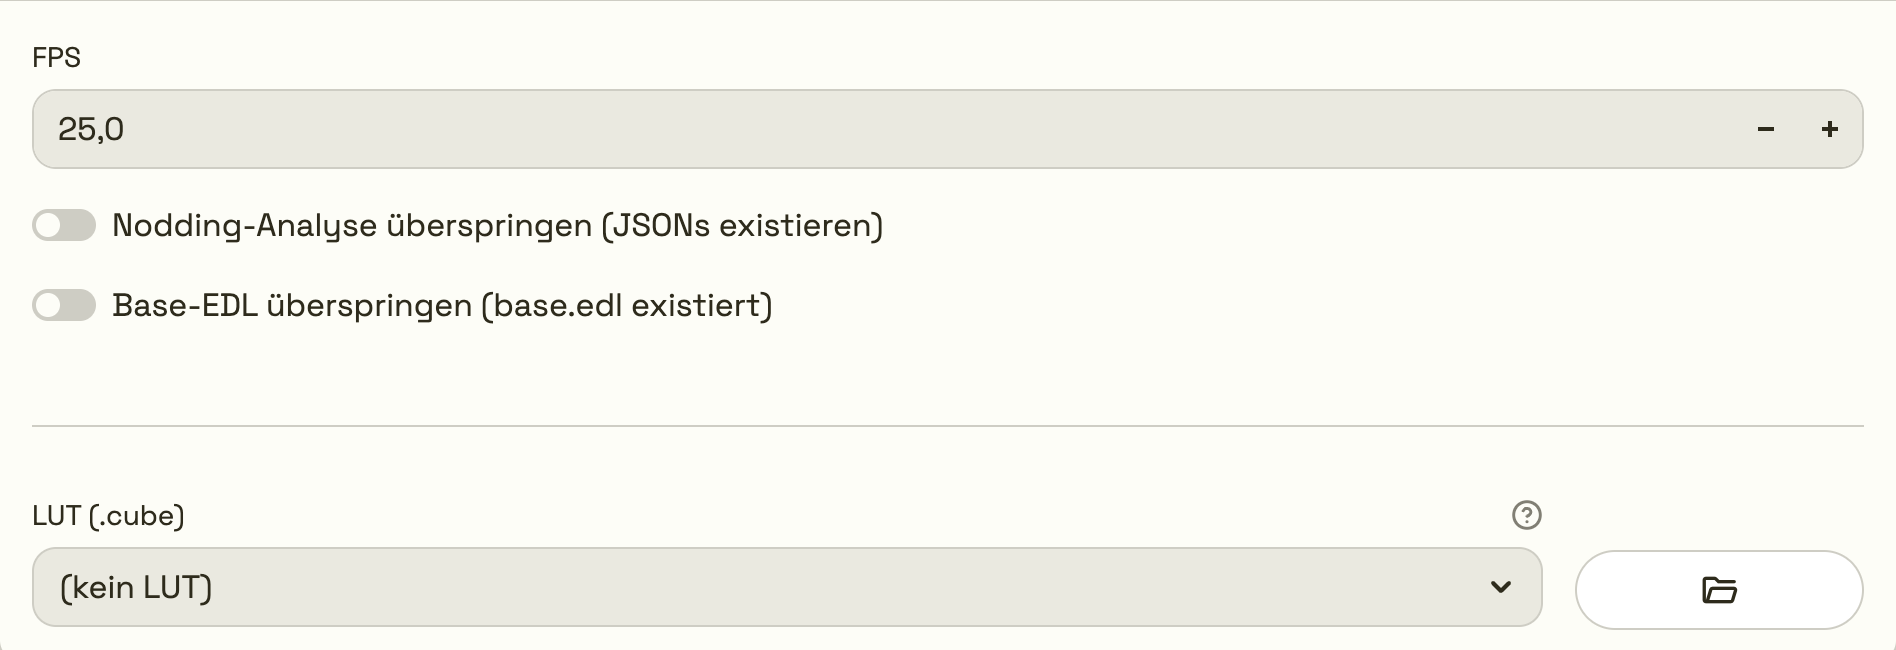 FPS
25,0
Nodding-Analyse überspringen (JSONs existieren)
Base-EDL überspringen (base.edl existiert)
LUT (.cube)
(kein LUT)